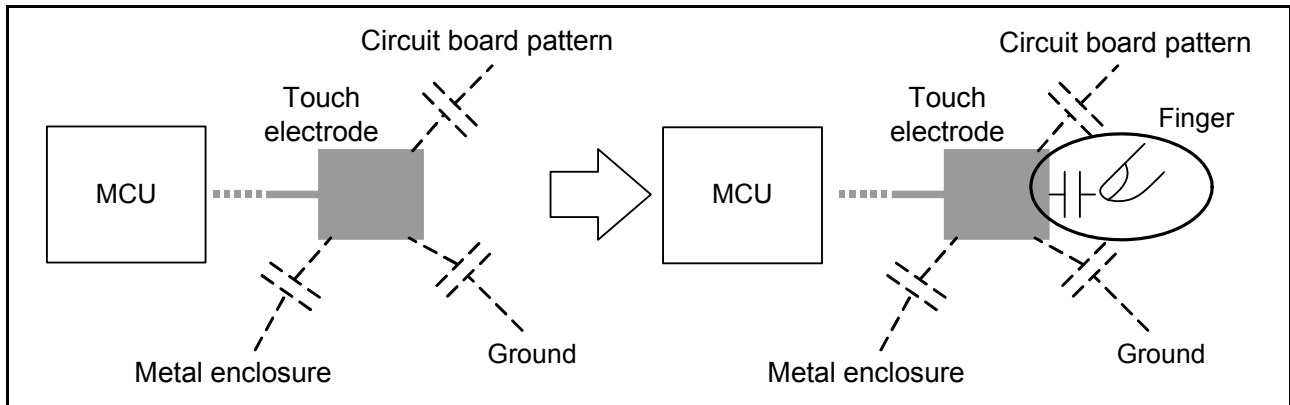 Circuit board pattern
Touch
electrode
MCU
Metal enclosure
Ground
Circuit board pattern
Touch
electrode
Finger
MCU
Metal enclosure
Ground